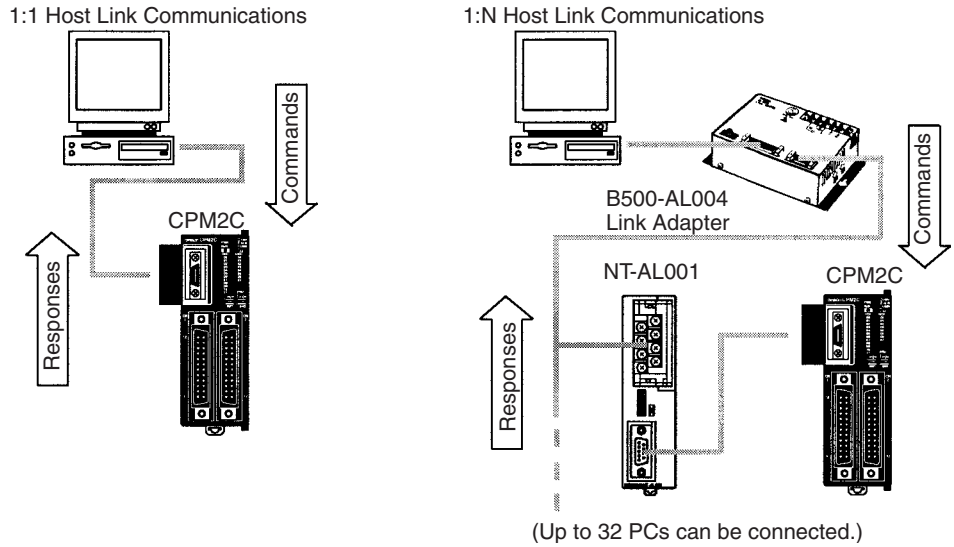 1:1 Host Link Communications
Commands
CPM2C
Responses
1:N Host Link Communications
B500-AL004
Link Adapter
Commands
NT-AL001
CPM2C
Responses
(Up to 32 PCs can be connected.)